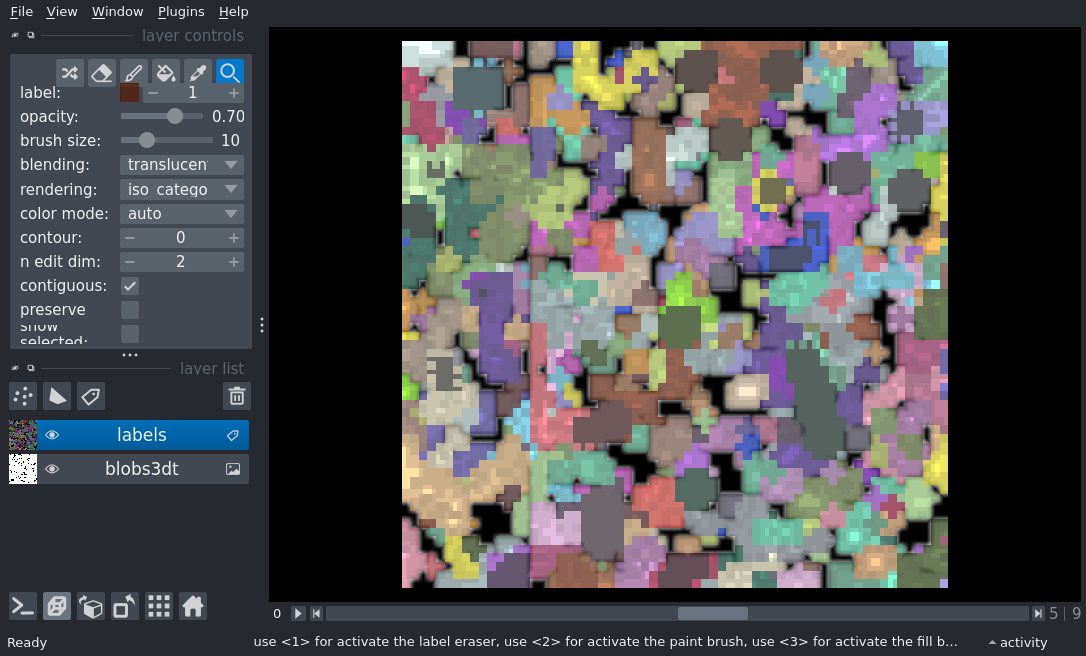 File View Window Plugins Help
layer controls
label: 1
opacity: 0.70
brush size: 10
blending: translucen
rendering: iso_catego
color mode: auto
contour: 0
n edit dim: 2
contiguous:
preserve
show
selected:
layer list
labels
blobs3dt
0 5 | 9
Ready use <1> for activate the label eraser, use <2> for activate the paint brush, use <3> for activate the fill b... activity